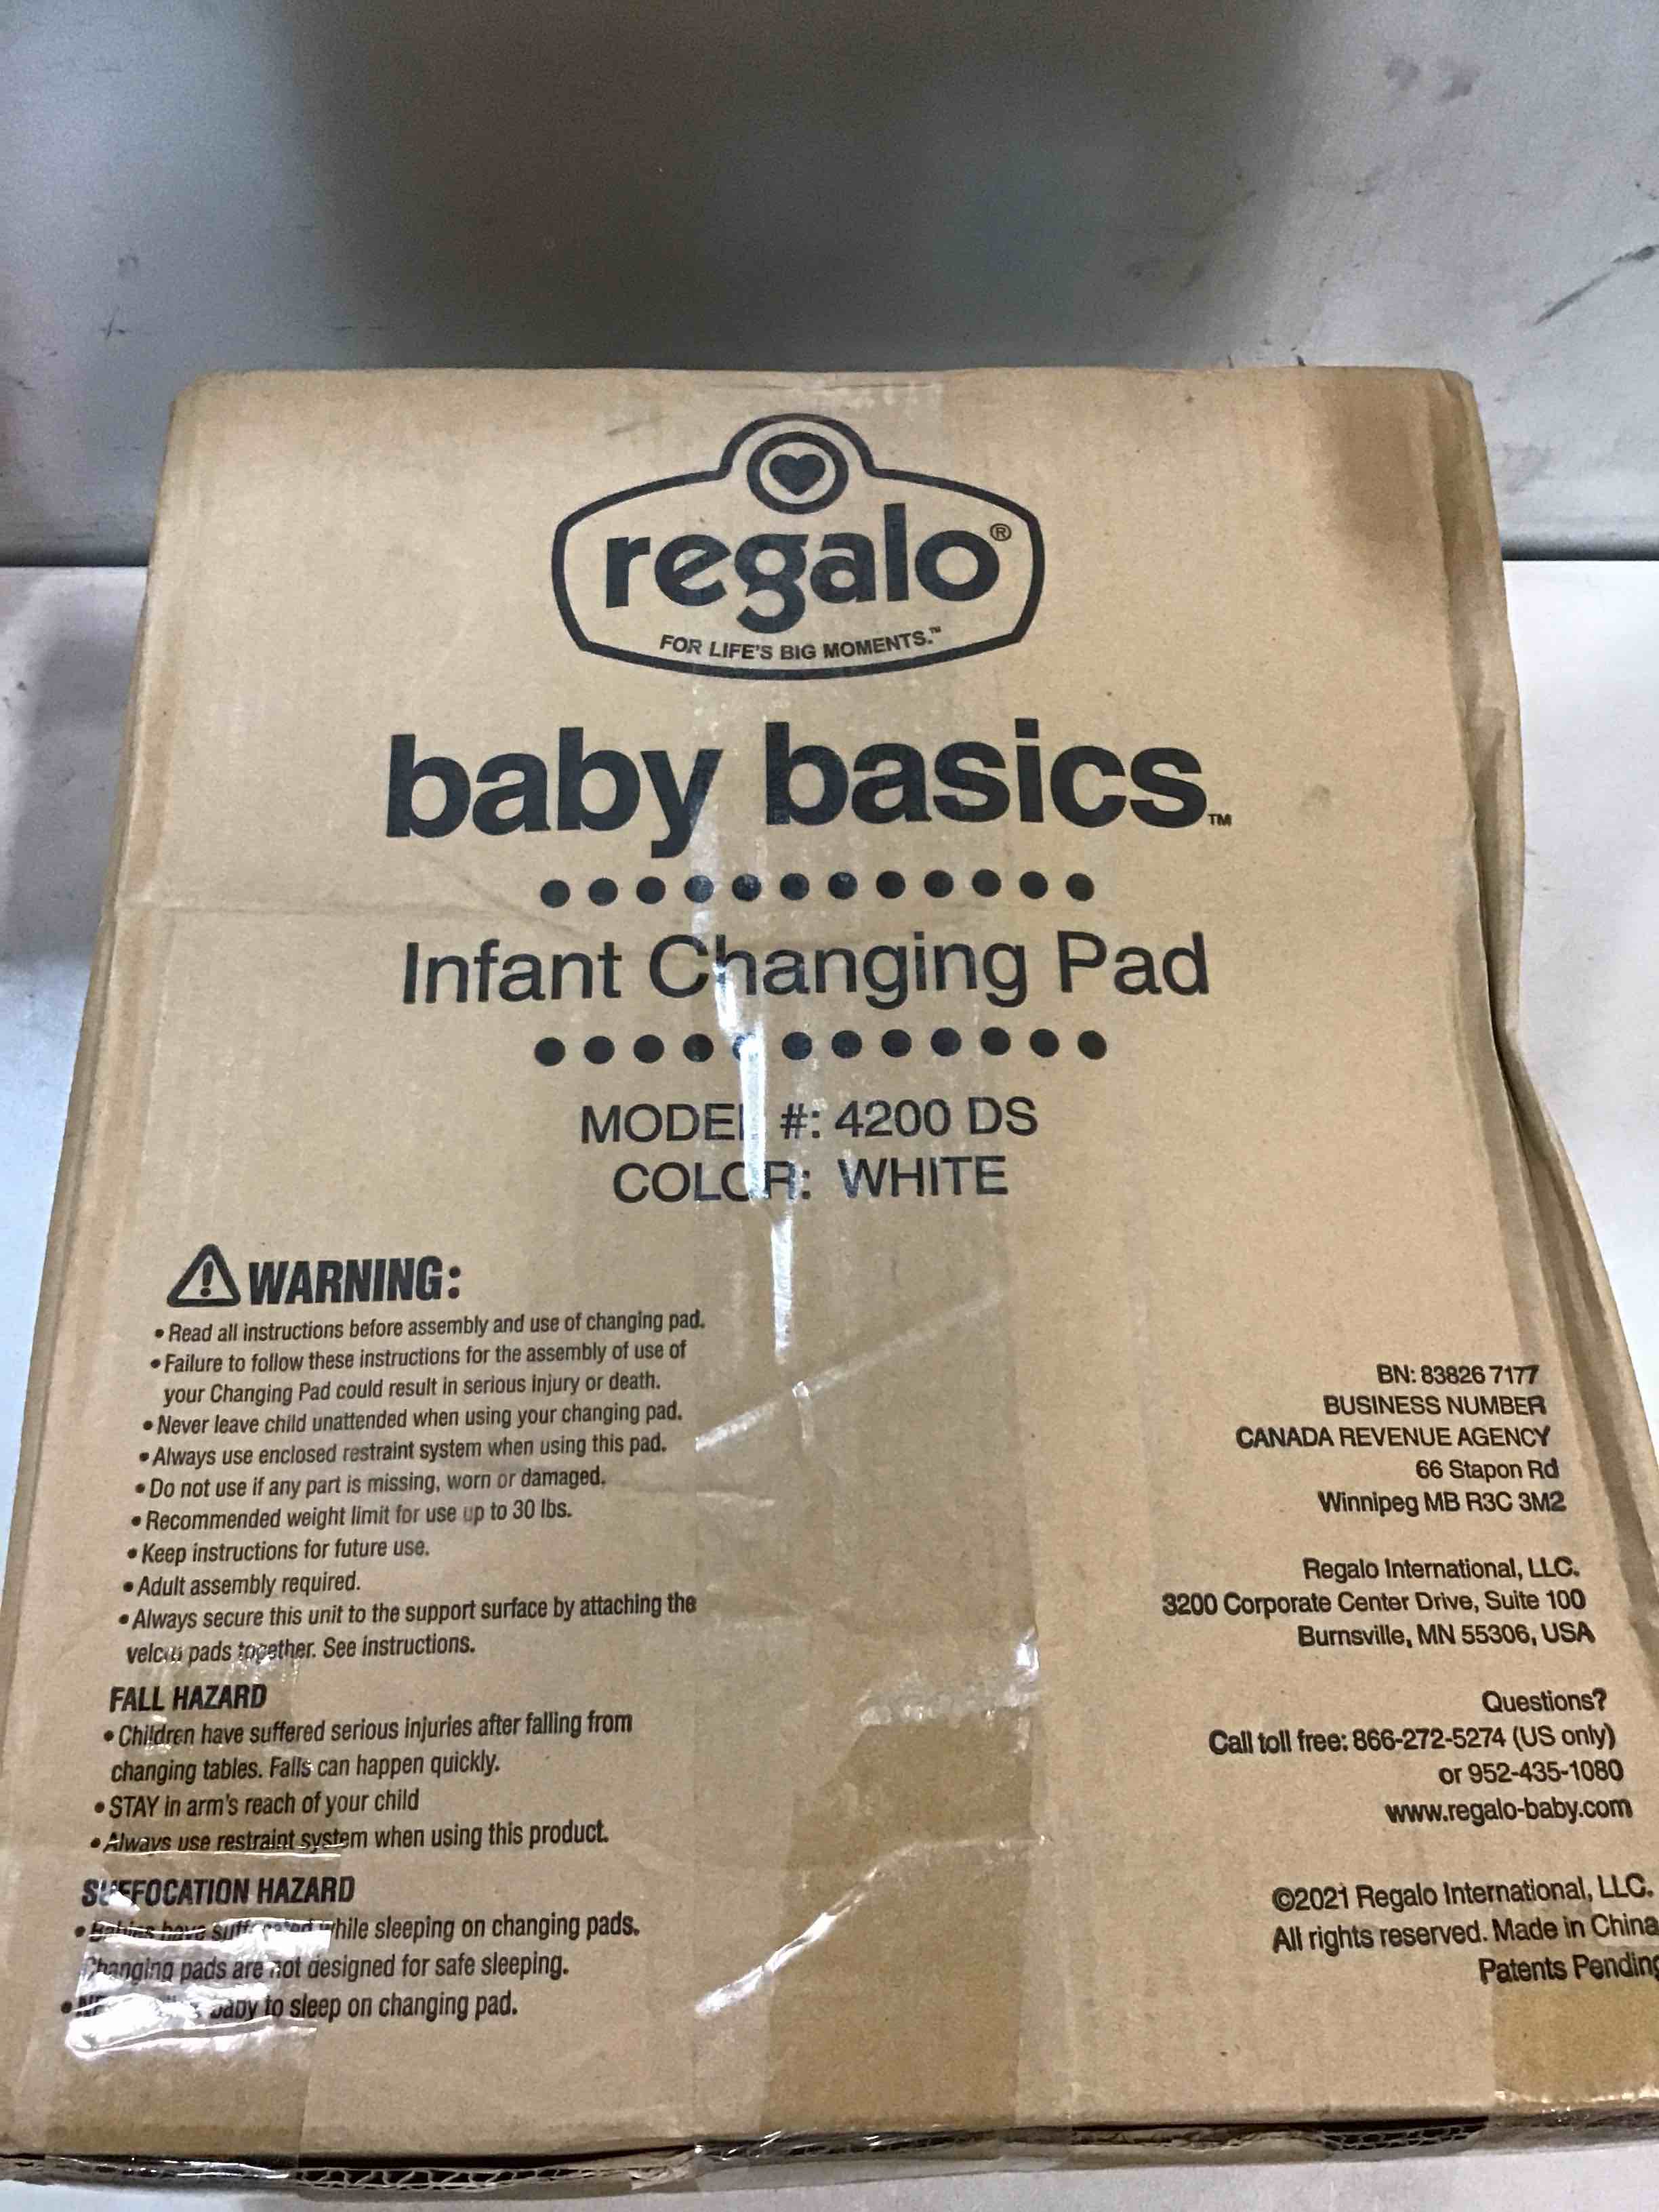 regalo®
FOR LIFE'S BIG MOMENTS.™
baby basics™
Infant Changing Pad
MODEL #: 4200 DS
COLOR: WHITE
WARNING:
• Read all instructions before assembly and use of changing pad.
• Failure to follow these instructions for the assembly of use of
your Changing Pad could result in serious injury or death.
• Never leave child unattended when using your changing pad.
• Always use enclosed restraint system when using this pad.
• Do not use if any part is missing, worn or damaged.
• Recommended weight limit for use up to 30 lbs.
• Keep instructions for future use.
• Adult assembly required.
• Always secure this unit to the support surface by attaching the
velcro pads together. See instructions.
FALL HAZARD
• Children have suffered serious injuries after falling from
changing tables. Falls can happen quickly.
• STAY in arm's reach of your child
• Always use restraint system when using this product.
SUFFOCATION HAZARD
• Babies have suffocated while sleeping on changing pads.
Changing pads are not designed for safe sleeping.
• baby to sleep on changing pad.
BN: 83826 7177
BUSINESS NUMBER
CANADA REVENUE AGENCY
66 Stapon Rd
Winnipeg MB R3C 3M2
Regalo International, LLC.
3200 Corporate Center Drive, Suite 100
Burnsville, MN 55306, USA
Questions?
Call toll free: 866-272-5274 (US only)
or 952-435-1080
www.regalo-baby.com
©2021 Regalo International, LLC.
All rights reserved. Made in China
Patents Pending